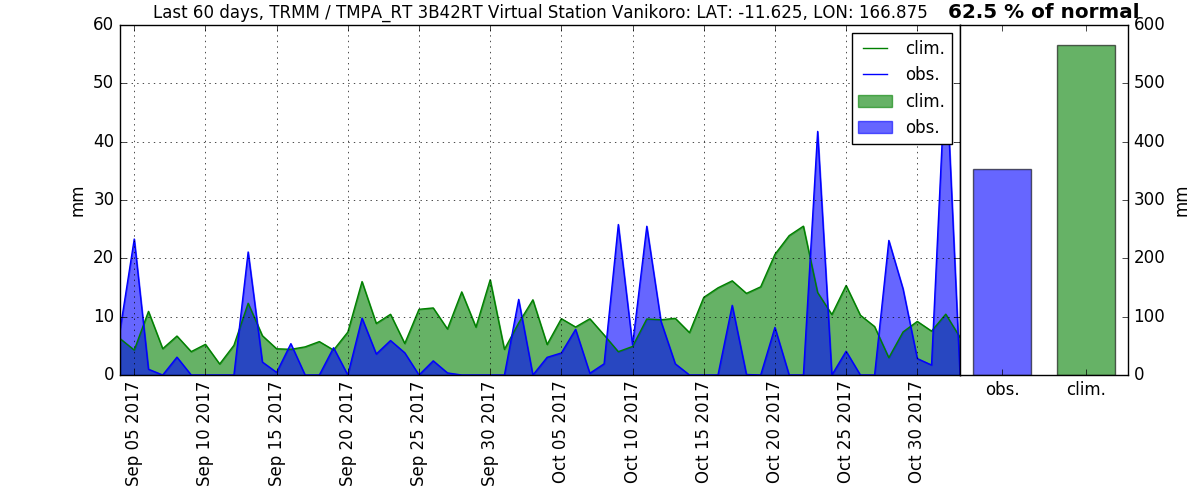 Last 60 days, TRMM / TMPA_RT 3B42RT Virtual Station Vanikoro: LAT: -11.625, LON: 166.875
62.5 % of normal
60
50
40
30
20
10
0
mm
clim.
obs.
clim.
obs.
600
500
400
300
200
100
0
mm
Sep 05 2017
Sep 10 2017
Sep 15 2017
Sep 20 2017
Sep 25 2017
Sep 30 2017
Oct 05 2017
Oct 10 2017
Oct 15 2017
Oct 20 2017
Oct 25 2017
Oct 30 2017
obs.
clim.